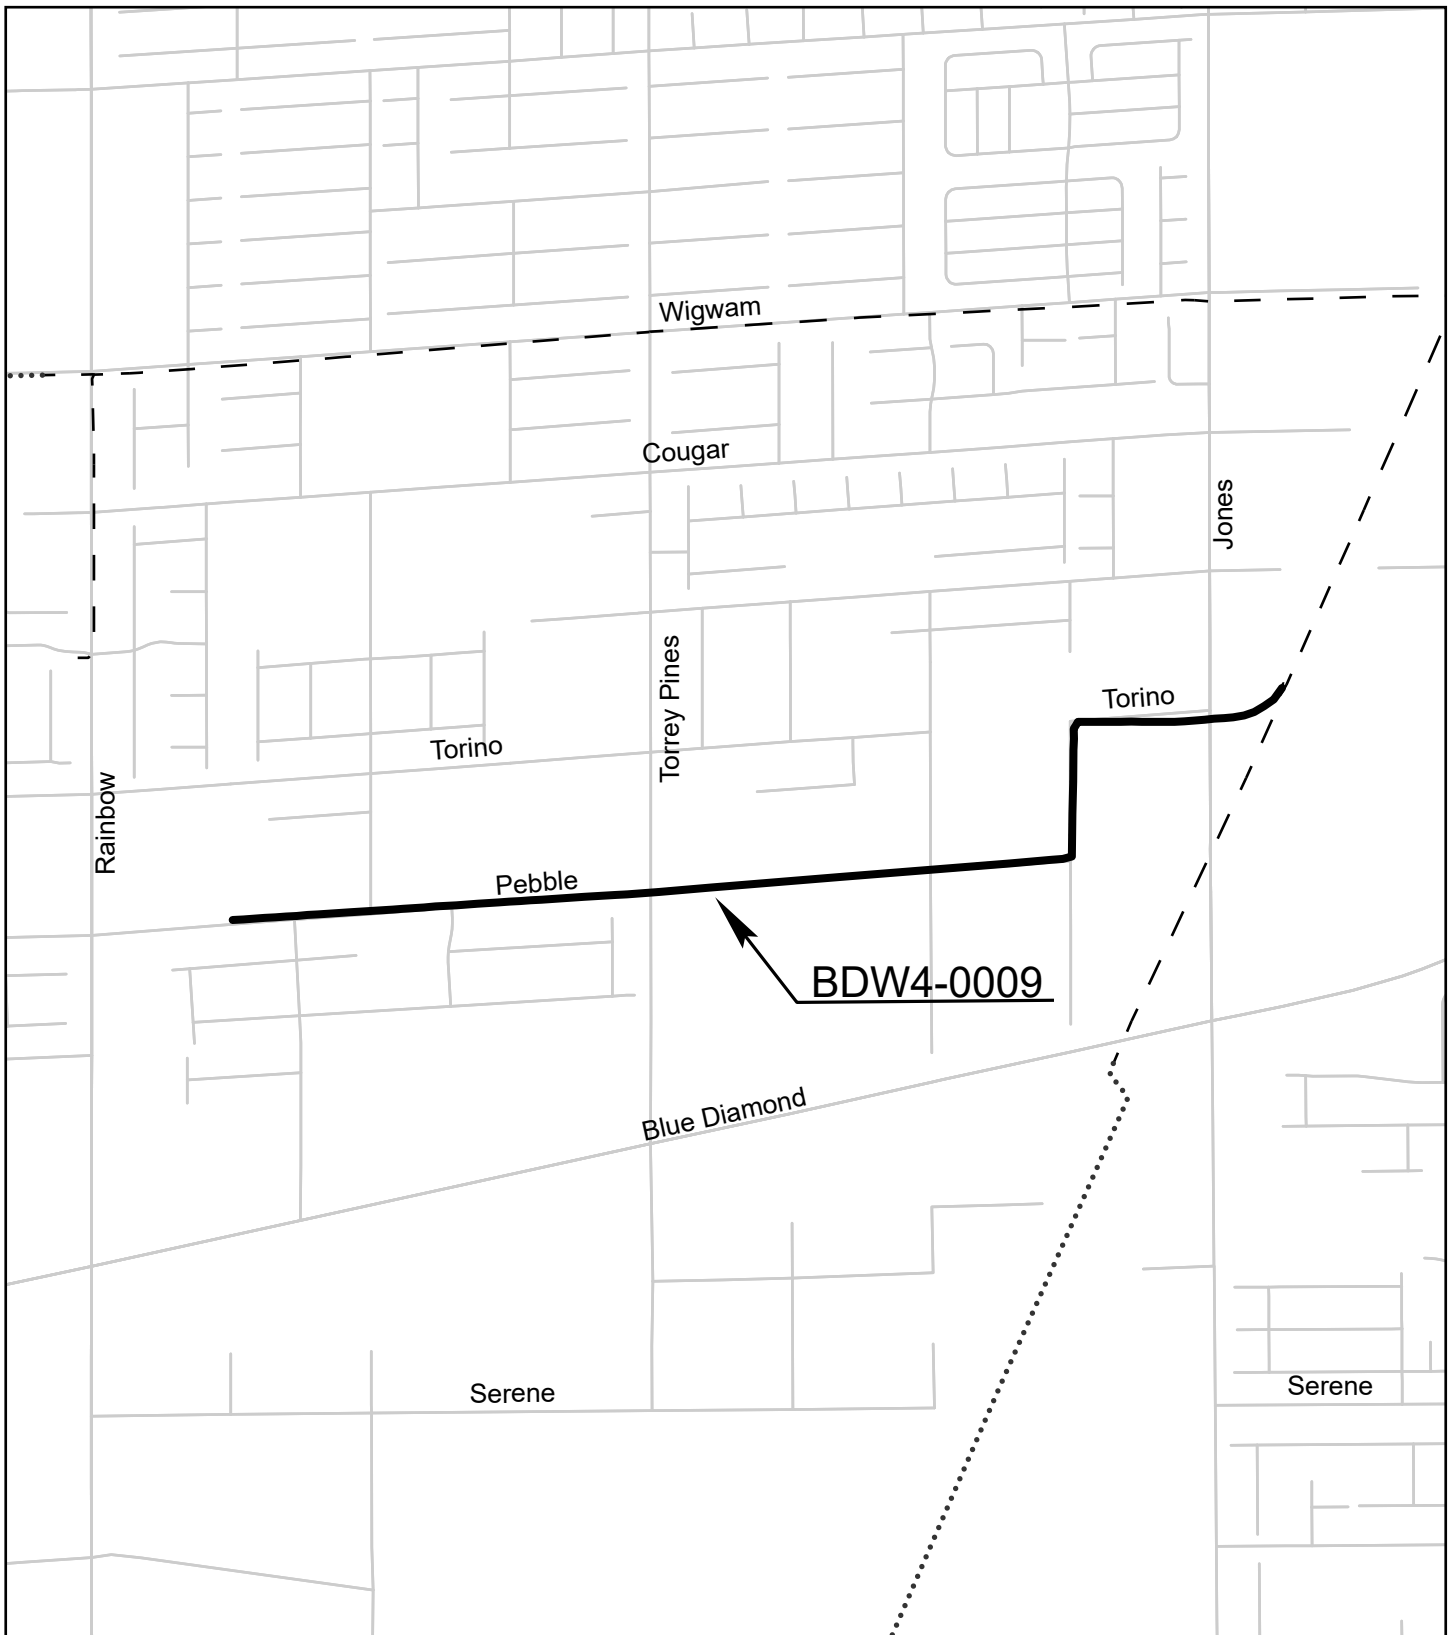 Wigwam
Cougar
Jones
Torrey Pines
Torino
Torino
Rainbow
Pebble
BDW4-0009
Blue Diamond
Serene
Serene